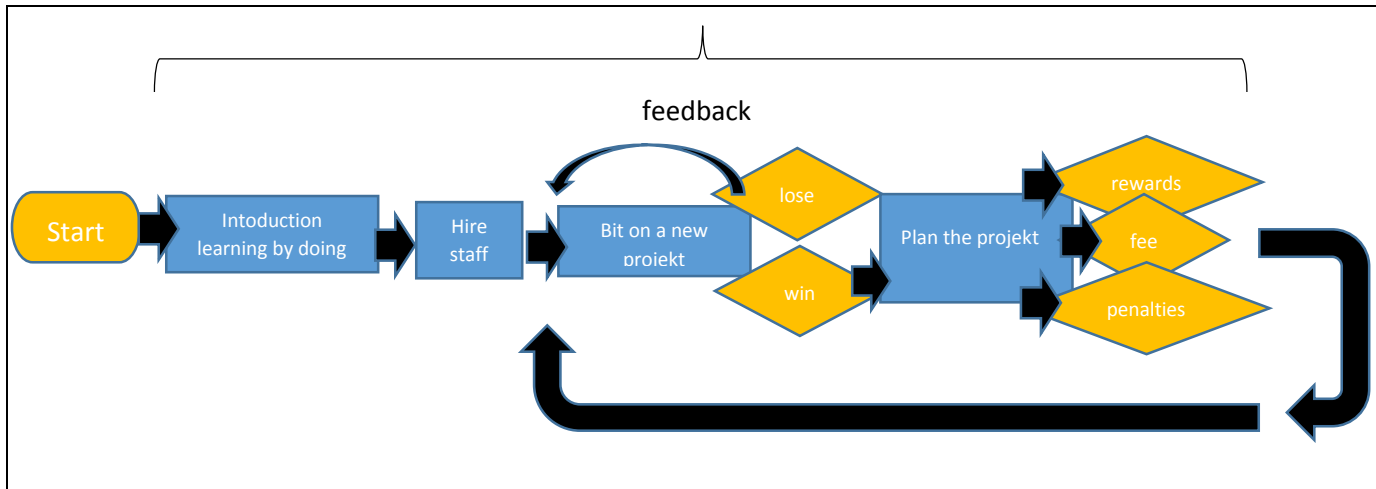 feedback
Start
Intoduction
learning by doing
Hire
staff
Bit on a new
projekt
lose
win
Plan the projekt
rewards
fee
penalties